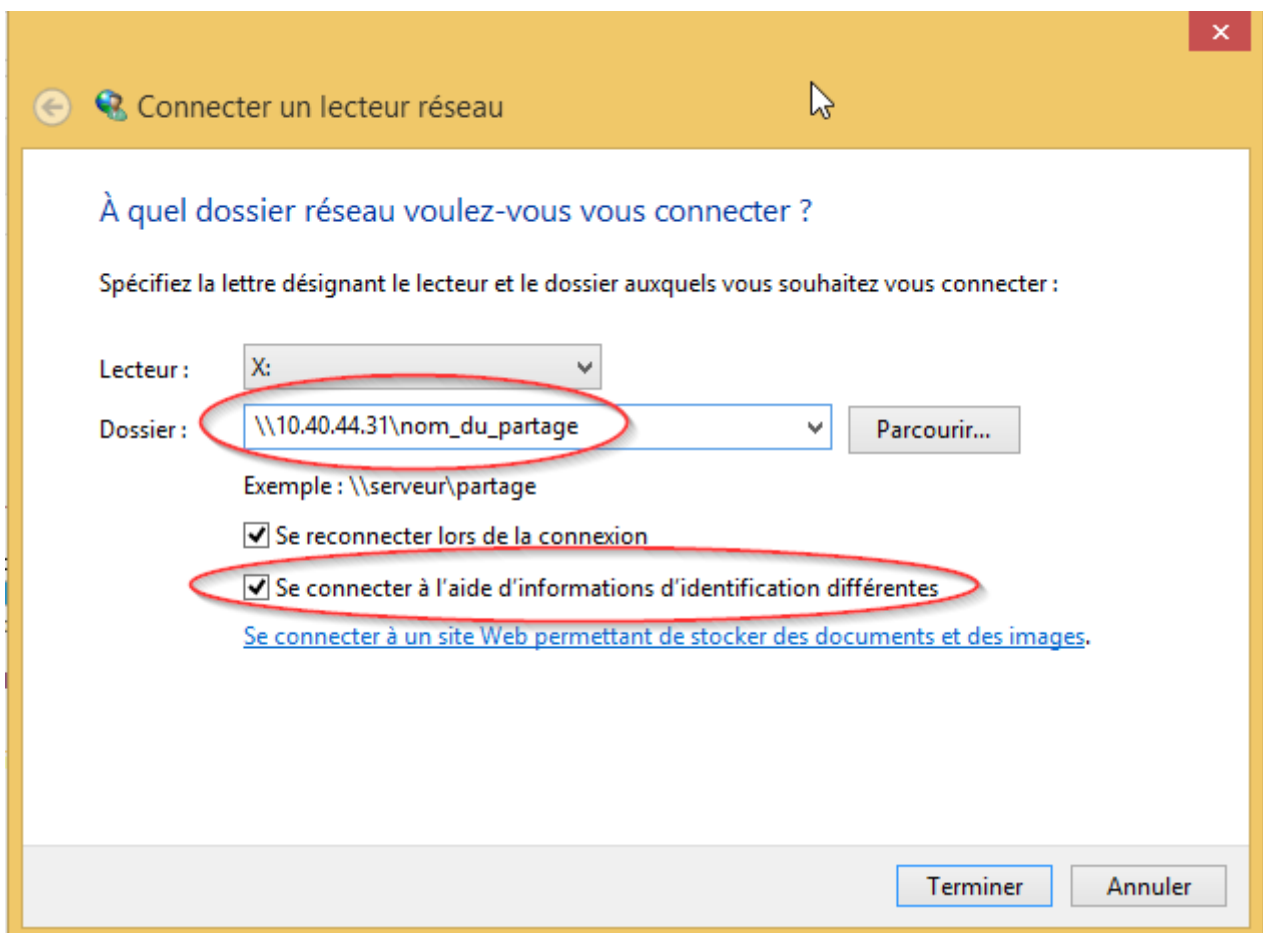 Connecter un lecteur réseau
À quel dossier réseau voulez-vous vous connecter ?
Spécifiez la lettre désignant le lecteur et le dossier auxquels vous souhaitez vous connecter :
Lecteur : X:
Dossier : \\10.40.44.31\nom_du_partage Parcourir...
Exemple : \\serveur\partage
Se reconnecter lors de la connexion
Se connecter à l'aide d'informations d'identification différentes
Se connecter à un site Web permettant de stocker des documents et des images.
Terminer Annuler